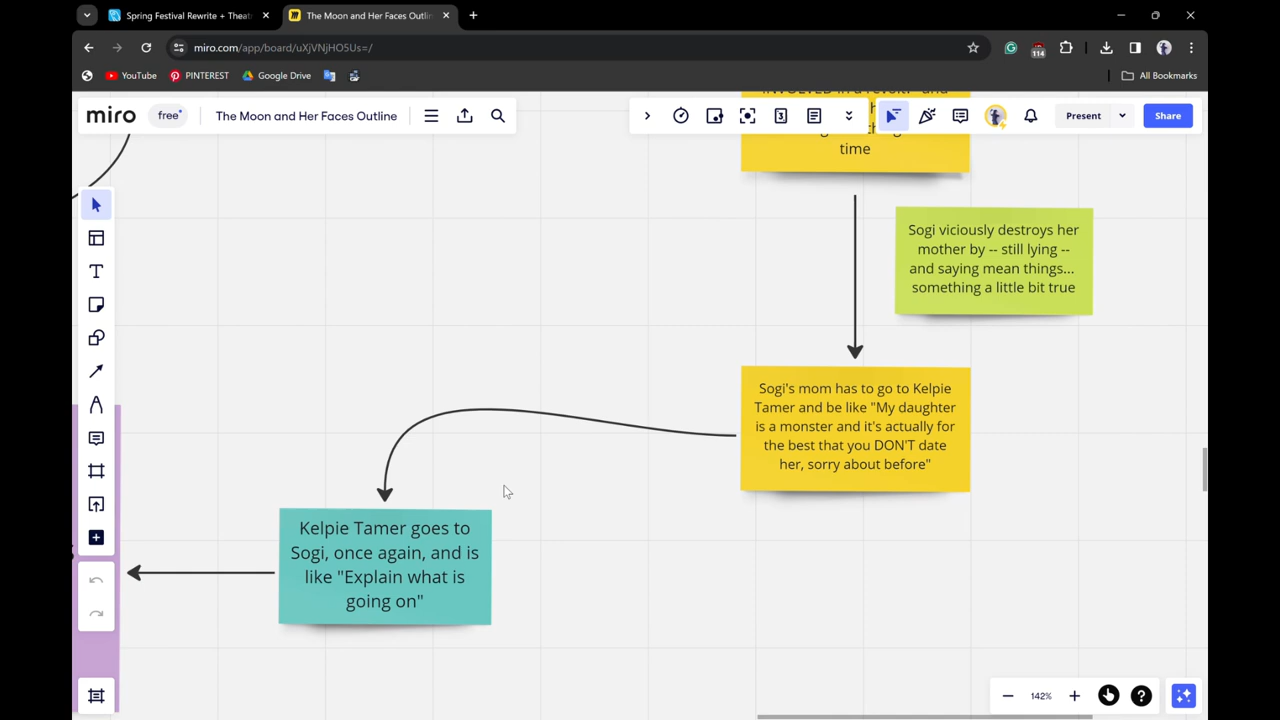 Spring Festival Rewrite + Theat
The Moon and Her Faces Outlin
miro.com/app/board/uXjVNjHO5Us=/
114
YouTube
PINTEREST
Google Drive
All Bookmarks
miro
free
The Moon and Her Faces Outline
3
Present
Share
time
Sogi viciously destroys her
mother by -- still lying --
and saying mean things...
something a little bit true
Sogi's mom has to go to Kelpie
Tamer and be like "My daughter
is a monster and it's actually for
the best that you DON'T date
her, sorry about before"
Kelpie Tamer goes to
Sogi, once again, and is
like "Explain what is
going on"
142%